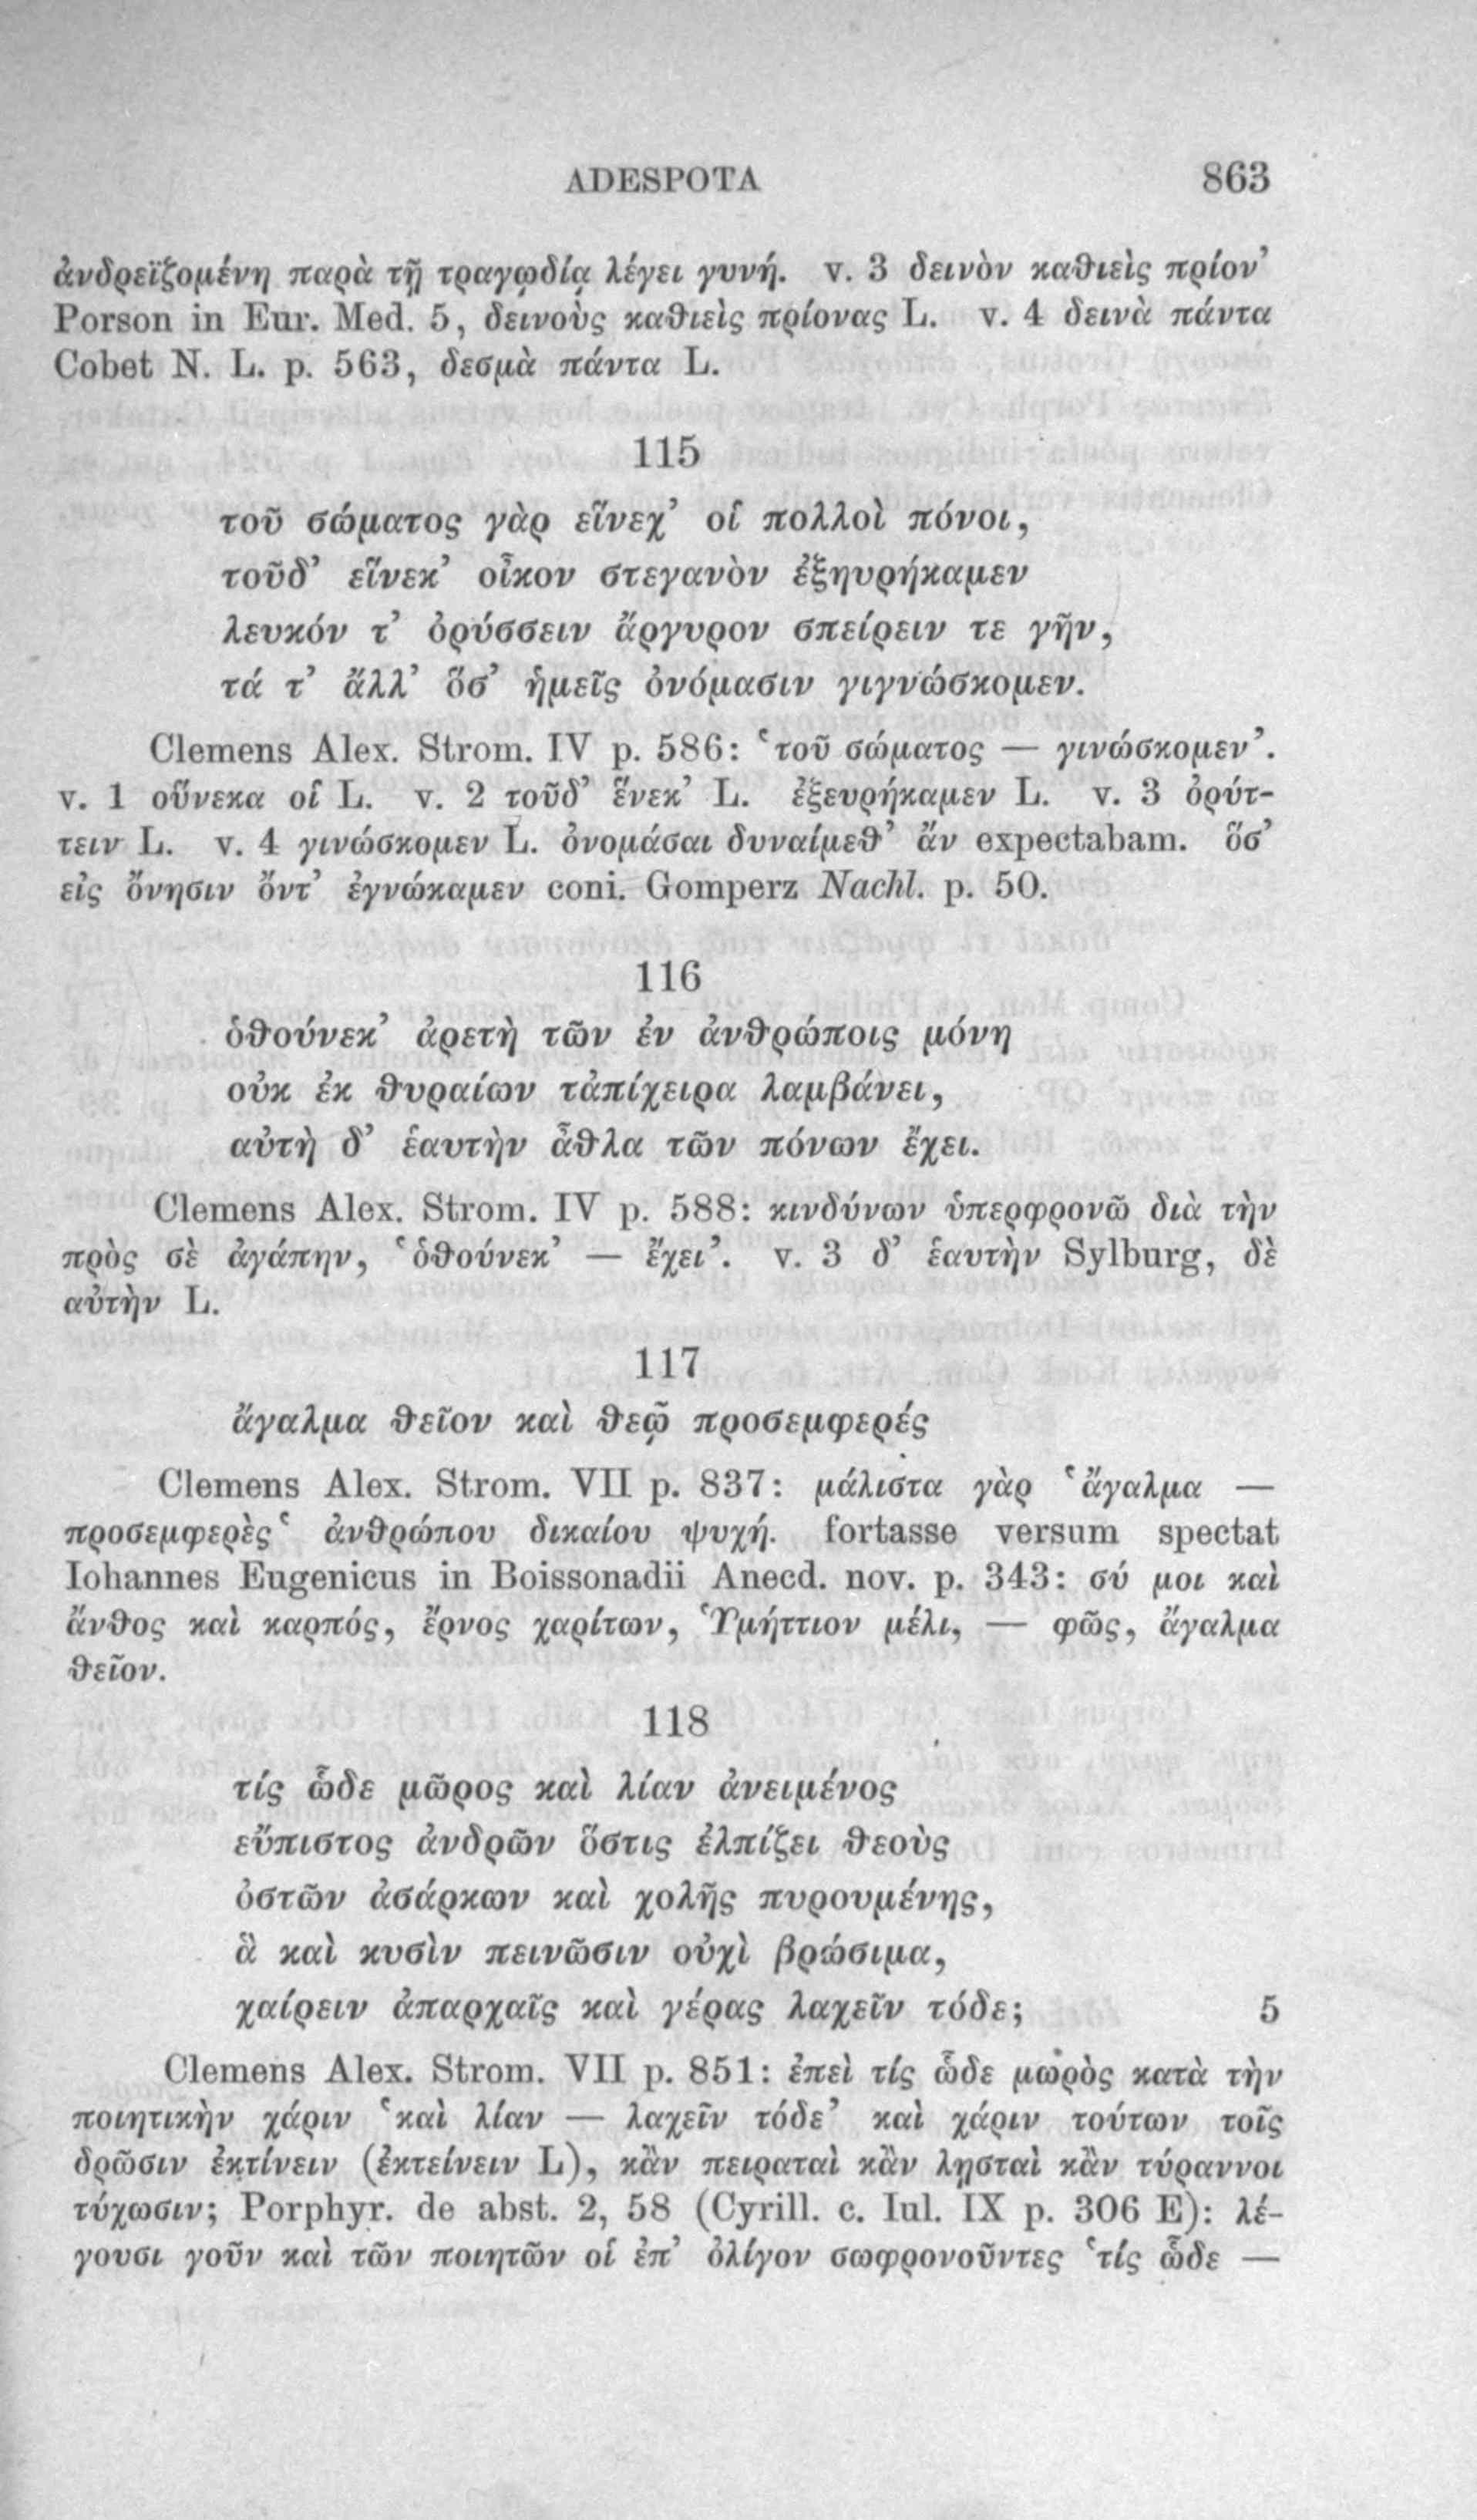 ADESPOTA 863
ἀνδρεϊζομένη παρὰ τῇ τραγῳδίᾳ λέγει γυνή. v. 3 δεινὸν καθιεὶς πρίον’
Porson in Eur. Med. 5, δεινοὺς καθιεὶς πρίονας L. v. 4 δεινὰ πάντα
Cobet N. L. p. 563, δεσμὰ πάντα L.
115
τοῦ σώματος γὰρ εἵνεχ’ οἱ πολλοὶ πόνοι,
τοῦδ’ εἵνεκ’ οἶκον στεγανὸν ἐξηυρήκαμεν
λευκόν τ’ ὀρύσσειν ἄργυρον σπείρειν τε γῆν,
τά τ’ ἄλλ’ ὅσ’ ἡμεῖς ὀνόμασιν γιγνώσκομεν.
Clemens Alex. Strom. IV p. 586: ‘τοῦ σώματος — γινώσκομεν’.
v. 1 οὕνεκα οἱ L. v. 2 τοῦδ’ ἕνεκ’ L. ἐξευρήκαμεν L. v. 3 ὀρύτ-
τειν L. v. 4 γινώσκομεν L. ὀνομάσαι δυναίμεθ’ ἄν expectabam. ὅσ’
εἰς ὄνησιν ὄντ’ ἐγνώκαμεν coni. Gomperz Nachl. p. 50.
116
ὁθούνεκ’ ἀρετὴ τῶν ἐν ἀνθρώποις μόνη
οὐκ ἐκ θυραίων τἀπίχειρα λαμβάνει,
αὐτὴ δ’ ἑαυτὴν ἆθλα τῶν πόνων ἔχει.
Clemens Alex. Strom. IV p. 588: κινδύνων ὑπερφρονῶ διὰ τὴν
πρὸς σὲ ἀγάπην, ‘ὁθούνεκ’ — ἔχει’. v. 3 δ’ ἑαυτὴν Sylburg, δὲ
αὑτὴν L.
117
ἄγαλμα θεῖον καὶ θεῷ προσεμφερές
Clemens Alex. Strom. VII p. 837: μάλιστα γὰρ ‘ἄγαλμα —
προσεμφερὲς‘ ἀνθρώπου δικαίου ψυχή. fortasse versum spectat
Iohannes Eugenicus in Boissonadii Anecd. nov. p. 343: σύ μοι καὶ
ἄνθος καὶ καρπός, ἔρνος χαρίτων, Ὑμήττιον μέλι, — φῶς, ἄγαλμα
θεῖον.
118
τίς ὧδε μῶρος καὶ λίαν ἀνειμένος
εὔπιστος ἀνδρῶν ὅστις ἐλπίζει θεοὺς
ὀστῶν ἀσάρκων καὶ χολῆς πυρουμένης,
ἃ καὶ κυσὶν πεινῶσιν οὐχὶ βρώσιμα,
χαίρειν ἀπαρχαῖς καὶ γέρας λαχεῖν τόδε; 5
Clemens Alex. Strom. VII p. 851: ἐπεὶ τίς ὧδε μωρὸς κατὰ τὴν
ποιητικὴν χάριν ‘καὶ λίαν — λαχεῖν τόδε’ καὶ χάριν τούτων τοῖς
δρῶσιν ἐκτίνειν (ἐκτείνειν L), κἂν πειραταὶ κἂν λῃσταὶ κἂν τύραννοι
τύχωσιν; Porphyr. de abst. 2, 58 (Cyrill. c. Iul. IX p. 306 E): λέ-
γουσι γοῦν καὶ τῶν ποιητῶν οἱ ἐπ’ ὀλίγον σωφρονοῦντες ‘τίς ὧδε —